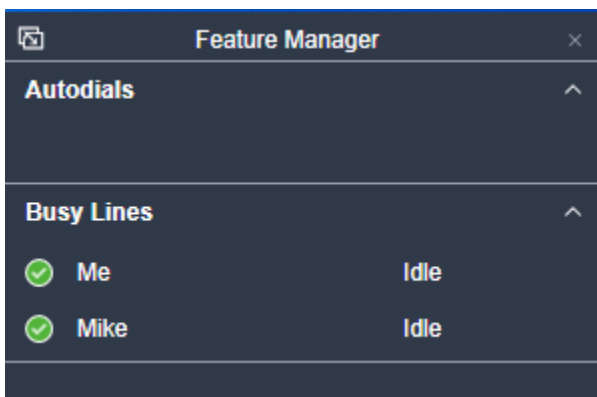 Feature Manager
Autodials
Busy Lines
Me Idle
Mike Idle